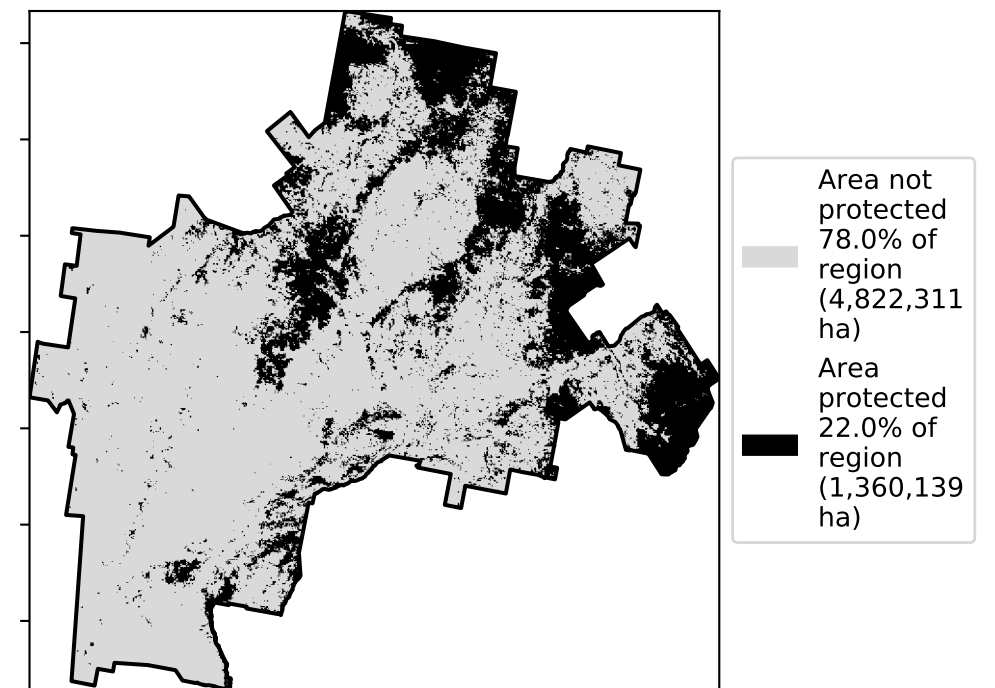 Area not
protected
78.0% of
region
(4,822,311
ha)
Area
protected
22.0% of
region
(1,360,139
ha)